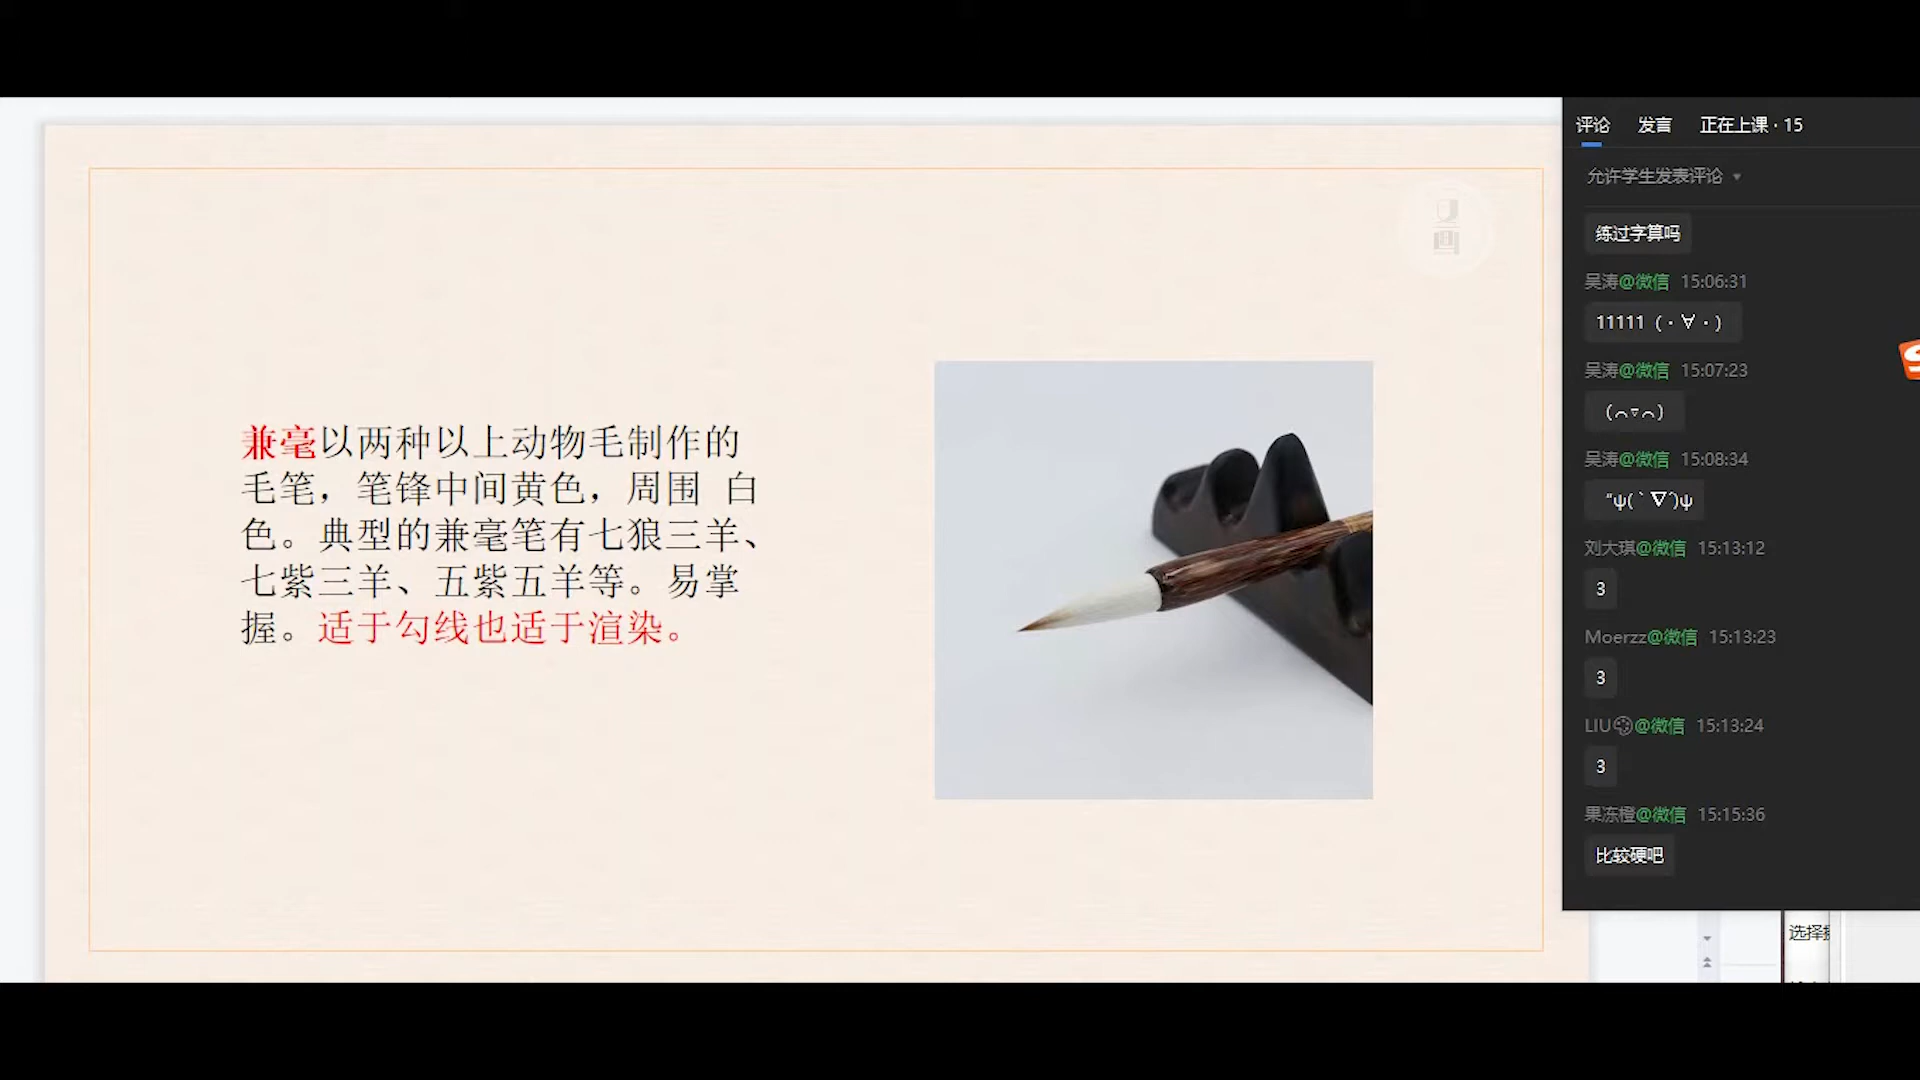 兼毫以两种以上动物毛制作的
毛笔，笔锋中间黄色，周围 白
色。典型的兼毫笔有七狼三羊、
七紫三羊、五紫五羊等。易掌
握。适于勾线也适于渲染。
评论 发言 正在上课·15
允许学生发表评论
练过字算吗
吴涛@微信 15:06:31
11111（·∀·）
吴涛@微信 15:07:23
(⌒▿⌒)
吴涛@微信 15:08:34
“ψ(｀∇´)ψ
刘大琪@微信 15:13:12
3
Moerzz@微信 15:13:23
3
LIU@微信 15:13:24
3
果冻橙@微信 15:15:36
比较硬吧
选择